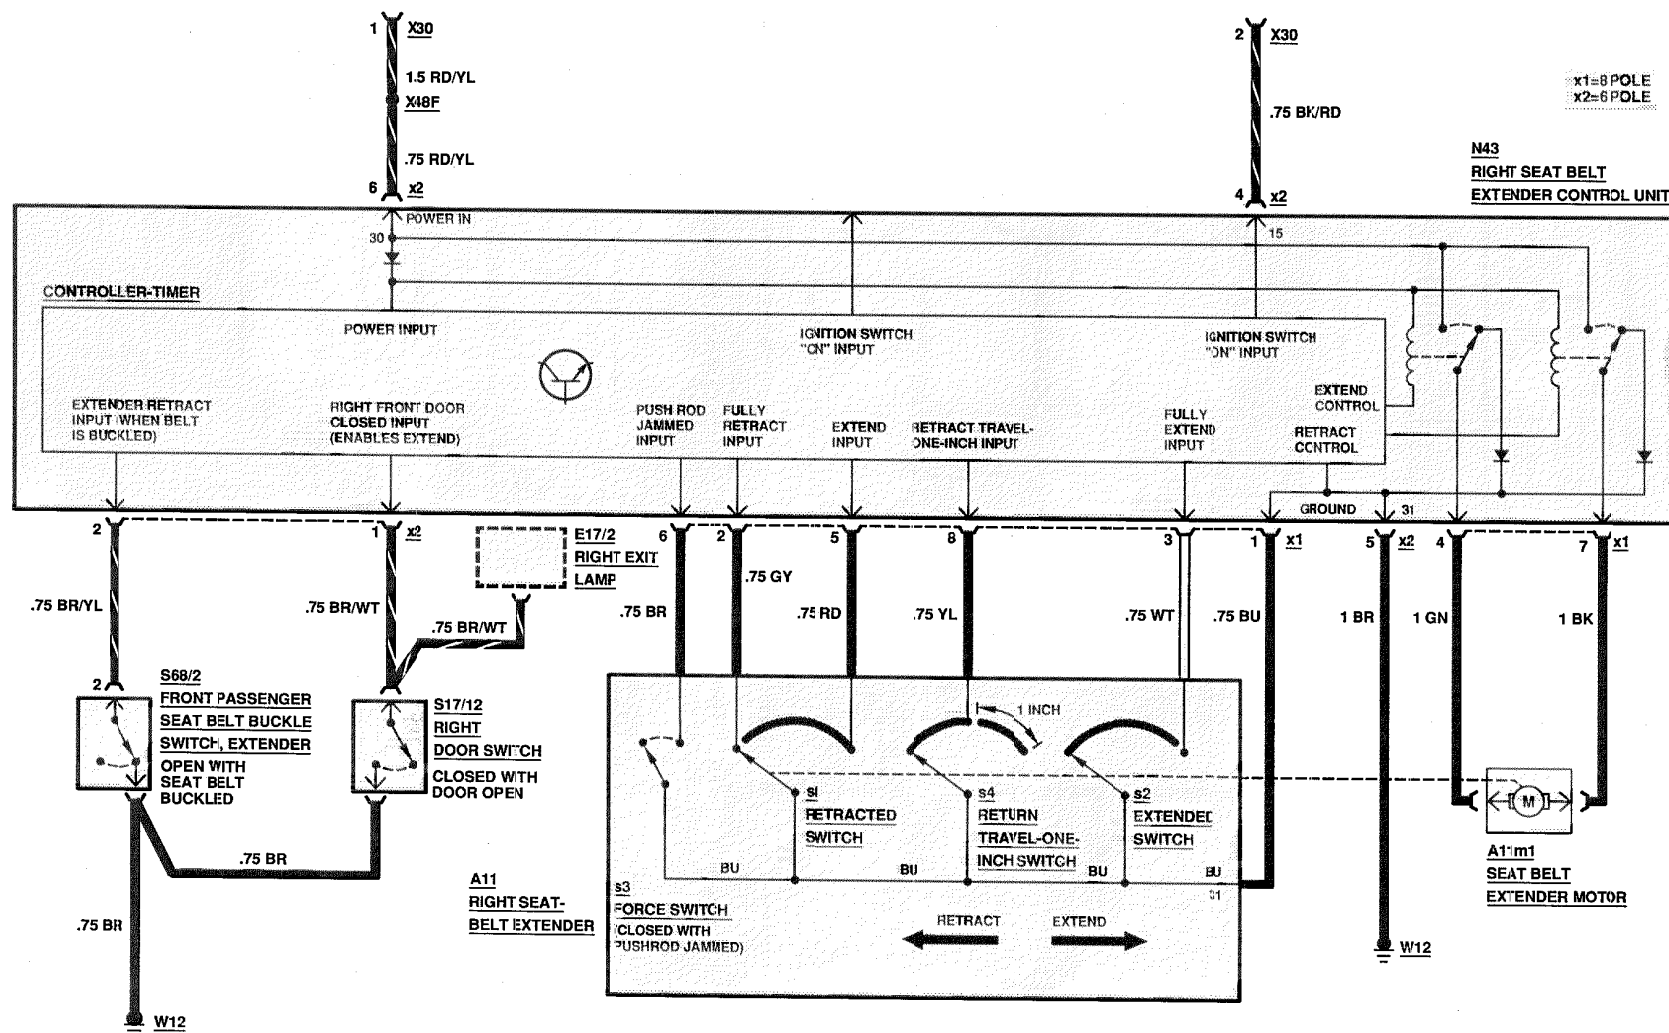 1 X30
2 X30
x1=8 POLE
x2=6 POLE
1.5 RD/YL
X48F
.75 BK/RD
.75 RD/YL
N43
RIGHT SEAT BELT
EXTENDER CONTROL UNIT
6 x2
4 x2
POWER IN
30
15
CONTROLLER-TIMER
POWER INPUT
IGNITION SWITCH
"ON" INPUT
IGNITION SWITCH
"ON" INPUT
EXTENDER RETRACT
INPUT (WHEN BELT
IS BUCKLED)
RIGHT FRONT DOOR
CLOSED INPUT
(ENABLES EXTEND)
PUSH ROD
JAMMED
INPUT
FULLY
RETRACT
INPUT
EXTEND
INPUT
RETRACT TRAVEL-
ONE-INCH INPUT
FULLY
EXTEND
INPUT
EXTEND
CONTROL
RETRACT
CONTROL
GROUND
31
2
1 x2
E17/2
RIGHT EXIT
LAMP
6
2
5
8
3
1 x1
5 x2
4
7 x1
.75 BR/YL
.75 BR/WT
.75 BR/WT
.75 BR
.75 GY
.75 RD
.75 YL
.75 WT
.75 BU
1 BR
1 GN
1 BK
2
S68/2
FRONT PASSENGER
SEAT BELT BUCKLE
SWITCH, EXTENDER
OPEN WITH
SEAT BELT
BUCKLED
S17/12
RIGHT
DOOR SWITCH
CLOSED WITH
DOOR OPEN
1 INCH
s1
RETRACTED
SWITCH
s4
RETURN
TRAVEL-ONE-
INCH SWITCH
s2
EXTENDED
SWITCH
M
A11m1
SEAT BELT
EXTENDER MOTOR
.75 BR
BU
BU
BU
BU
31
A11
RIGHT SEAT-
BELT EXTENDER
s3
FORCE SWITCH
(CLOSED WITH
PUSHROD JAMMED)
RETRACT
EXTEND
.75 BR
W12
W12